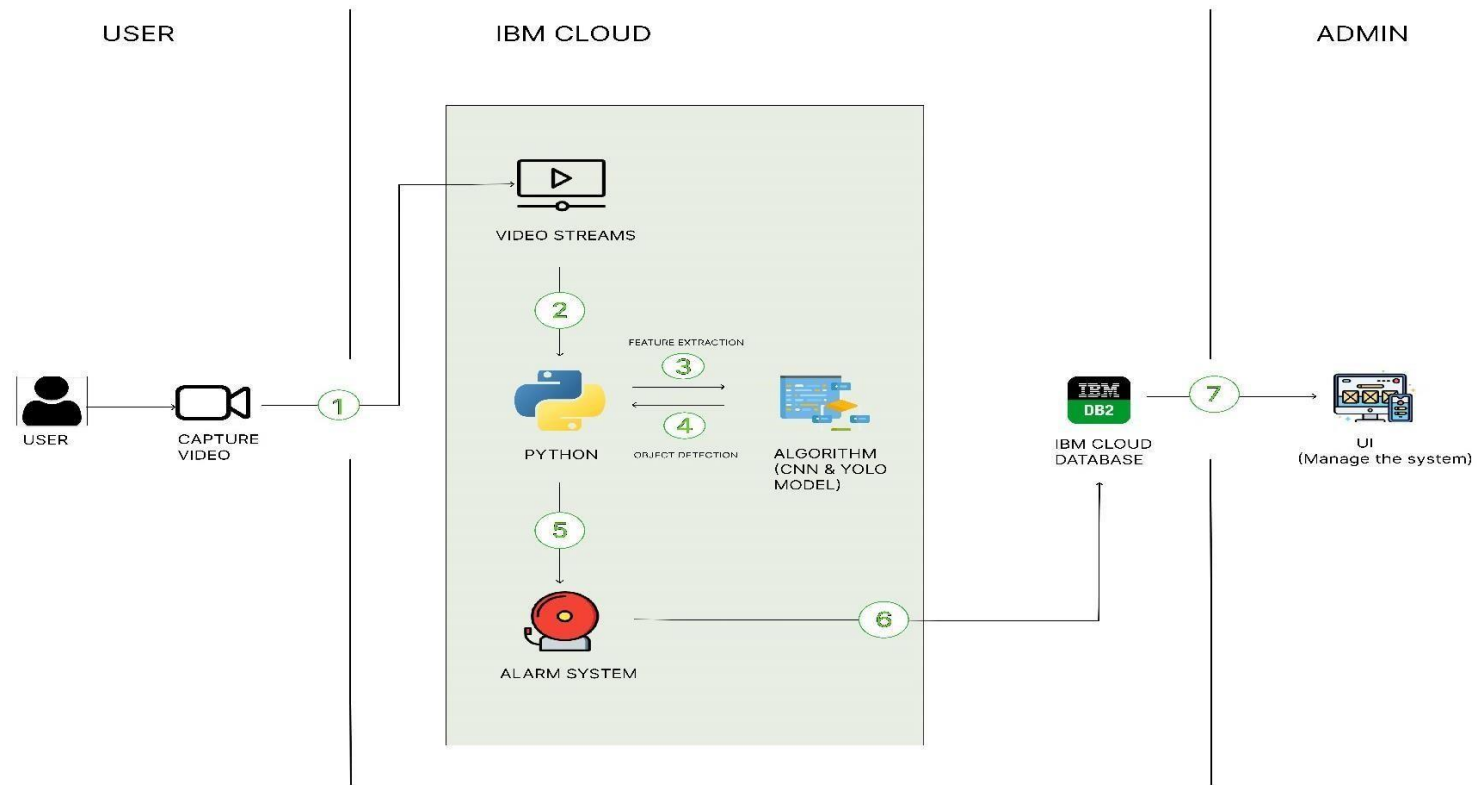 USER
IBM CLOUD
ADMIN
VIDEO STREAMS
2
FEATURE EXTRACTION
3
1
4
OBJECT DETECTION
USER
CAPTURE
VIDEO
PYTHON
ALGORITHM
(CNN & YOLO
MODEL)
5
6
ALARM SYSTEM
IBM
DB2
IBM CLOUD
DATABASE
7
UI
(Manage the system)